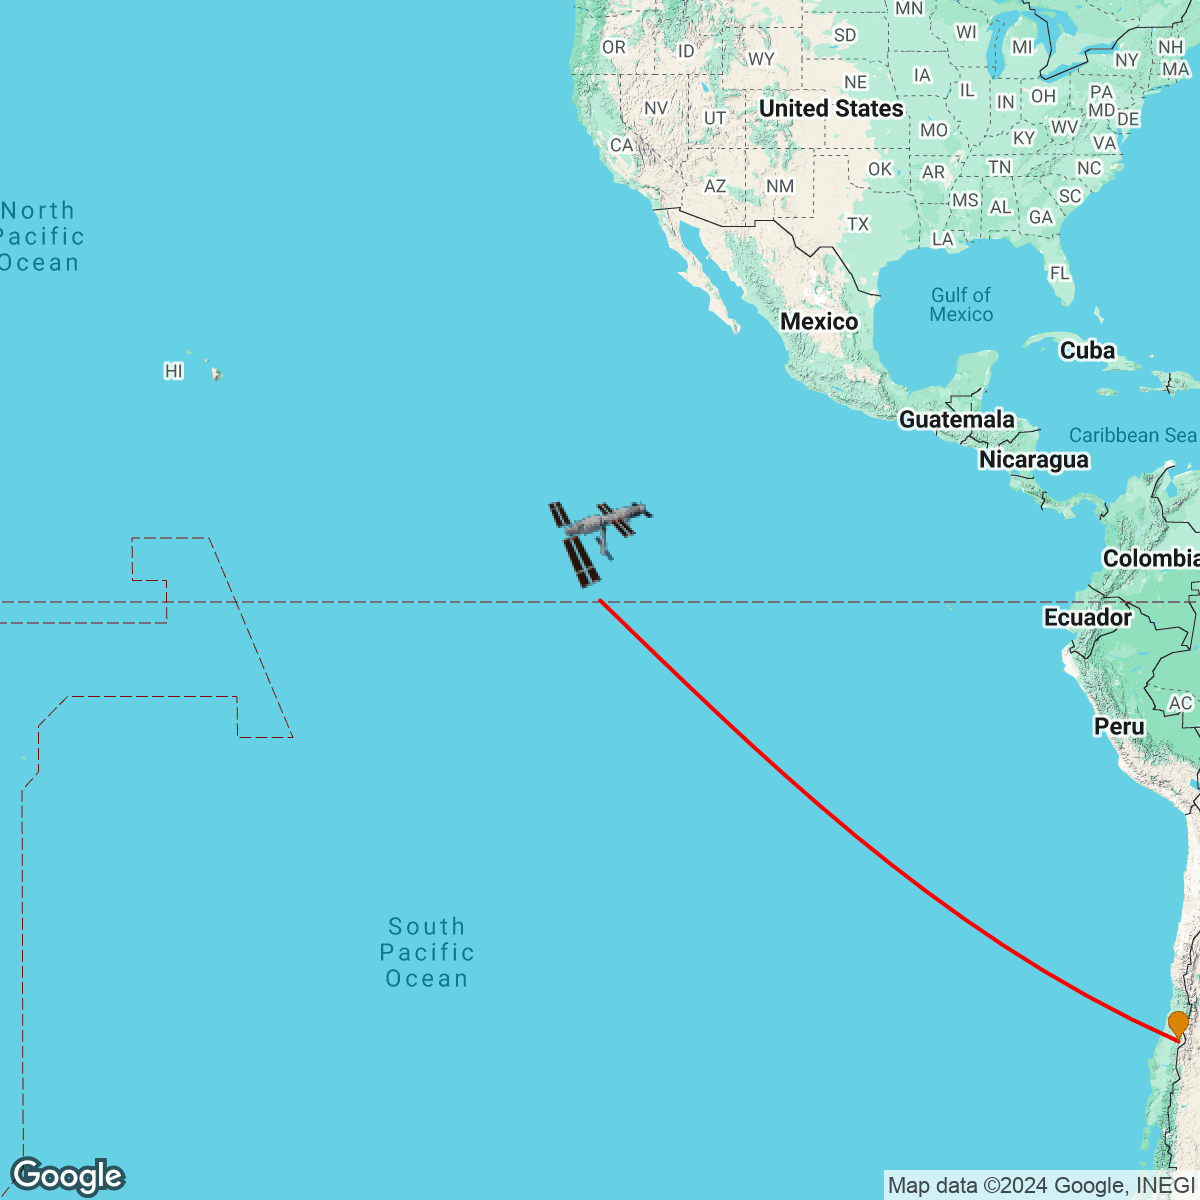 MN
OR
ID
WY
SD
WI
MI
NY
NH
MA
NE
IA
IL
IN
OH
PA
MD
DE
NV
UT
United States
MO
KY
WV
VA
CA
AZ
NM
OK
AR
TN
NC
MS
AL
SC
GA
TX
LA
FL
North
Pacific
Ocean
Gulf of
Mexico
Mexico
Cuba
HI
Guatemala
Caribbean Sea
Nicaragua
Colombia
Ecuador
AC
Peru
South
Pacific
Ocean
Google
Map data ©2024 Google, INEGI